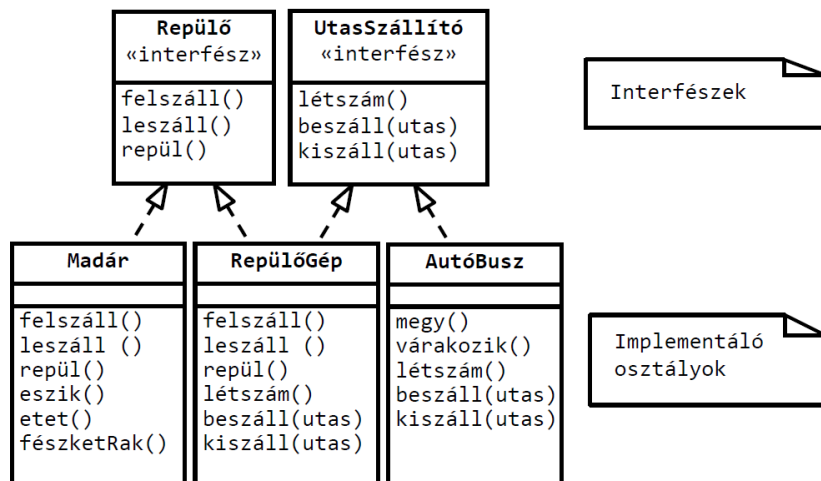 Repülő
«interfész»
felszáll()
leszáll()
repül()
UtasSzállító
«interfész»
létszám()
beszáll(utas)
kiszáll(utas)
Interfészek
Madár
felszáll()
leszáll ()
repül()
eszik()
etet()
fészketRak()
RepülőGép
felszáll()
leszáll ()
repül()
létszám()
beszáll(utas)
kiszáll(utas)
AutóBusz
megy()
várakozik()
létszám()
beszáll(utas)
kiszáll(utas)
Implementáló
osztályok